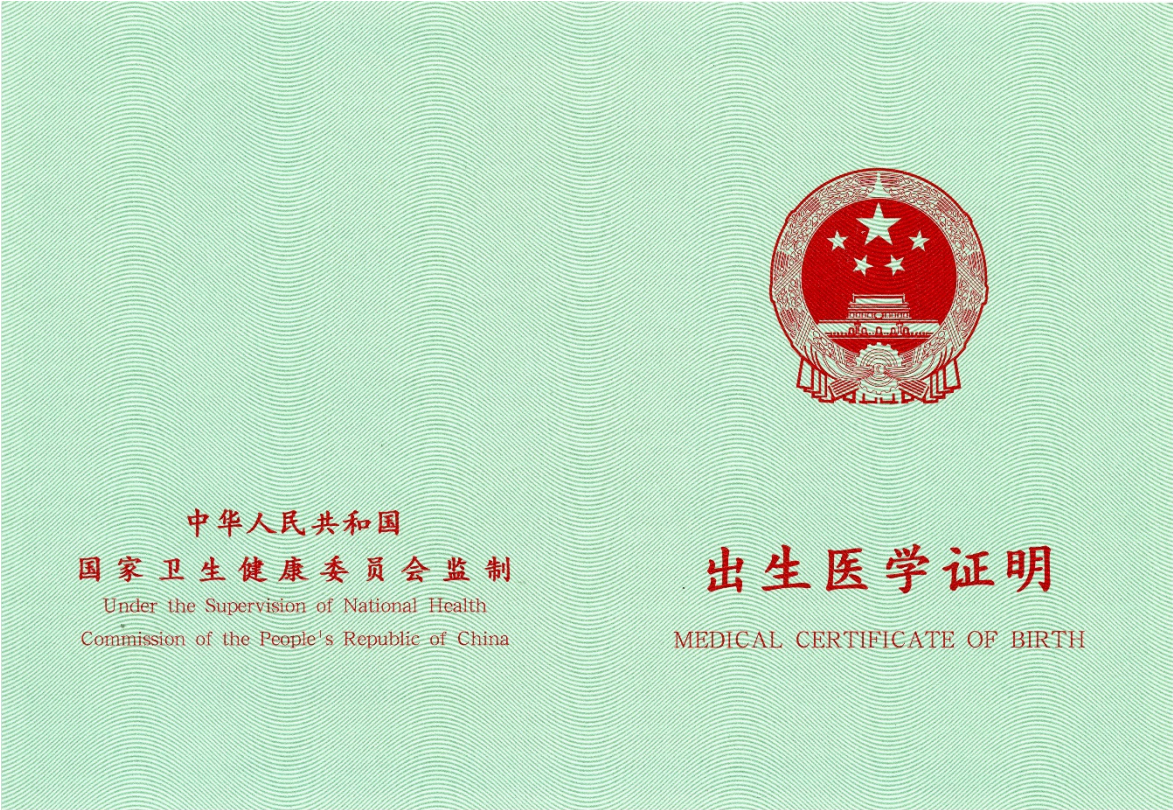 中华人民共和国
国家卫生健康委员会监制
Under the Supervision of National Health
Commission of the People's Republic of China
出生医学证明
MEDICAL CERTIFICATE OF BIRTH